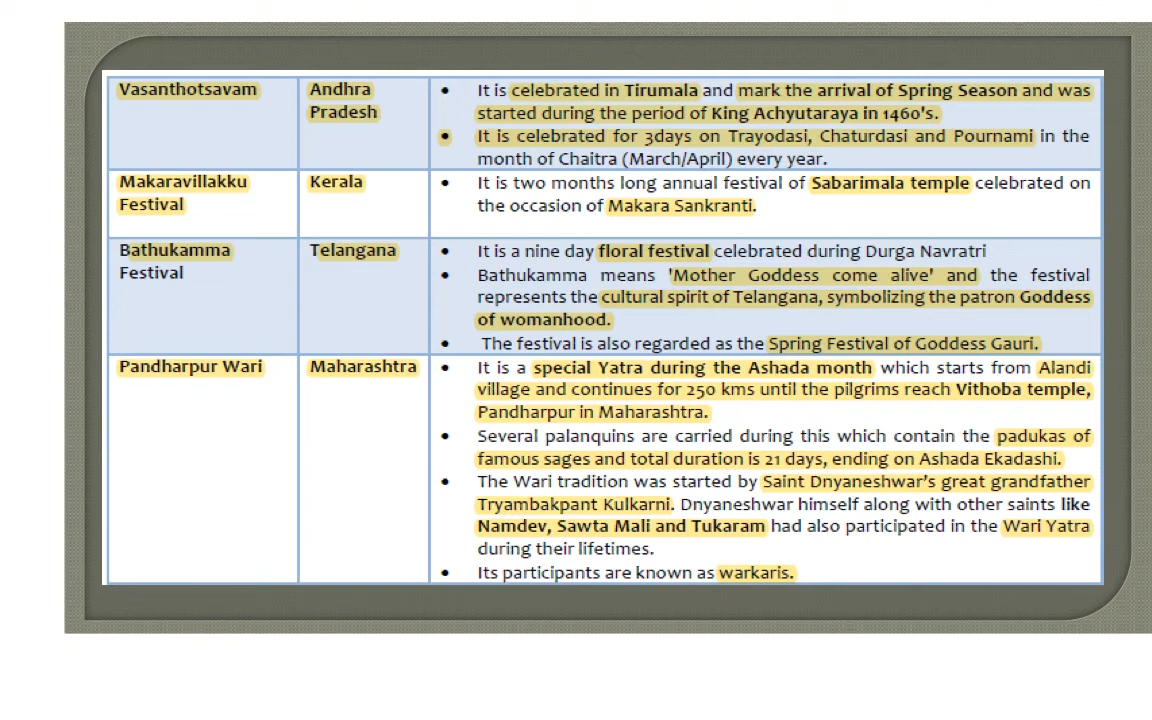 Vasanthotsavam
Andhra
Pradesh
• It is celebrated in Tirumala and mark the arrival of Spring Season and was
started during the period of King Achyutaraya in 1460's.
• It is celebrated for 3days on Trayodasi, Chaturdasi and Pournami in the
month of Chaitra (March/April) every year.
Makaravillakku
Festival
Kerala
• It is two months long annual festival of Sabarimala temple celebrated on
the occasion of Makara Sankranti.
Bathukamma
Festival
Telangana
• It is a nine day floral festival celebrated during Durga Navratri
• Bathukamma means 'Mother Goddess come alive' and the festival
represents the cultural spirit of Telangana, symbolizing the patron Goddess
of womanhood.
• The festival is also regarded as the Spring Festival of Goddess Gauri.
Pandharpur Wari
Maharashtra
• It is a special Yatra during the Ashada month which starts from Alandi
village and continues for 250 kms until the pilgrims reach Vithoba temple,
Pandharpur in Maharashtra.
• Several palanquins are carried during this which contain the padukas of
famous sages and total duration is 21 days, ending on Ashada Ekadashi.
• The Wari tradition was started by Saint Dnyaneshwar's great grandfather
Tryambakpant Kulkarni. Dnyaneshwar himself along with other saints like
Namdev, Sawta Mali and Tukaram had also participated in the Wari Yatra
during their lifetimes.
• Its participants are known as warkaris.